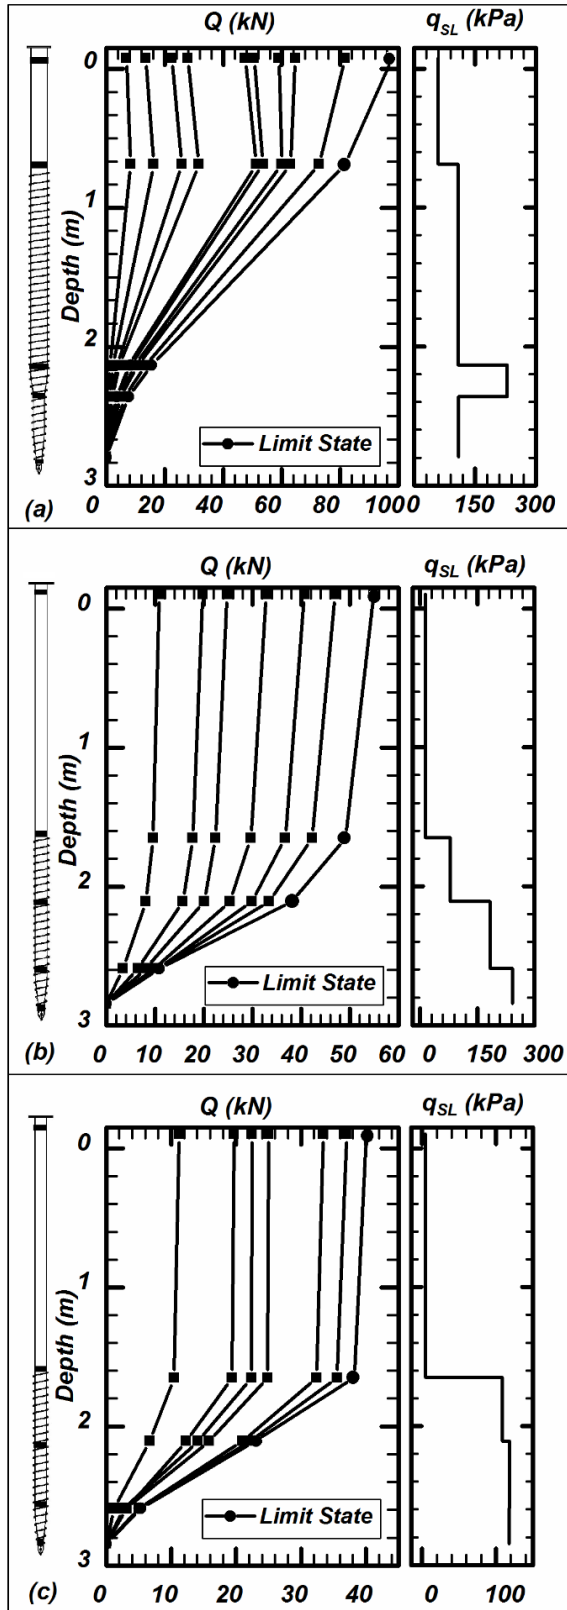 Q (kN)
q_SL (kPa)
0
1
2
3
Depth (m)
Limit State
(a)
0 20 40 60 80 100
0 150 300
Q (kN)
q_SL (kPa)
0
1
2
3
Depth (m)
Limit State
(b)
0 10 20 30 40 50 60
0 150 300
Q (kN)
q_SL (kPa)
0
1
2
3
Depth (m)
Limit State
(c)
0 10 20 30 40
0 100